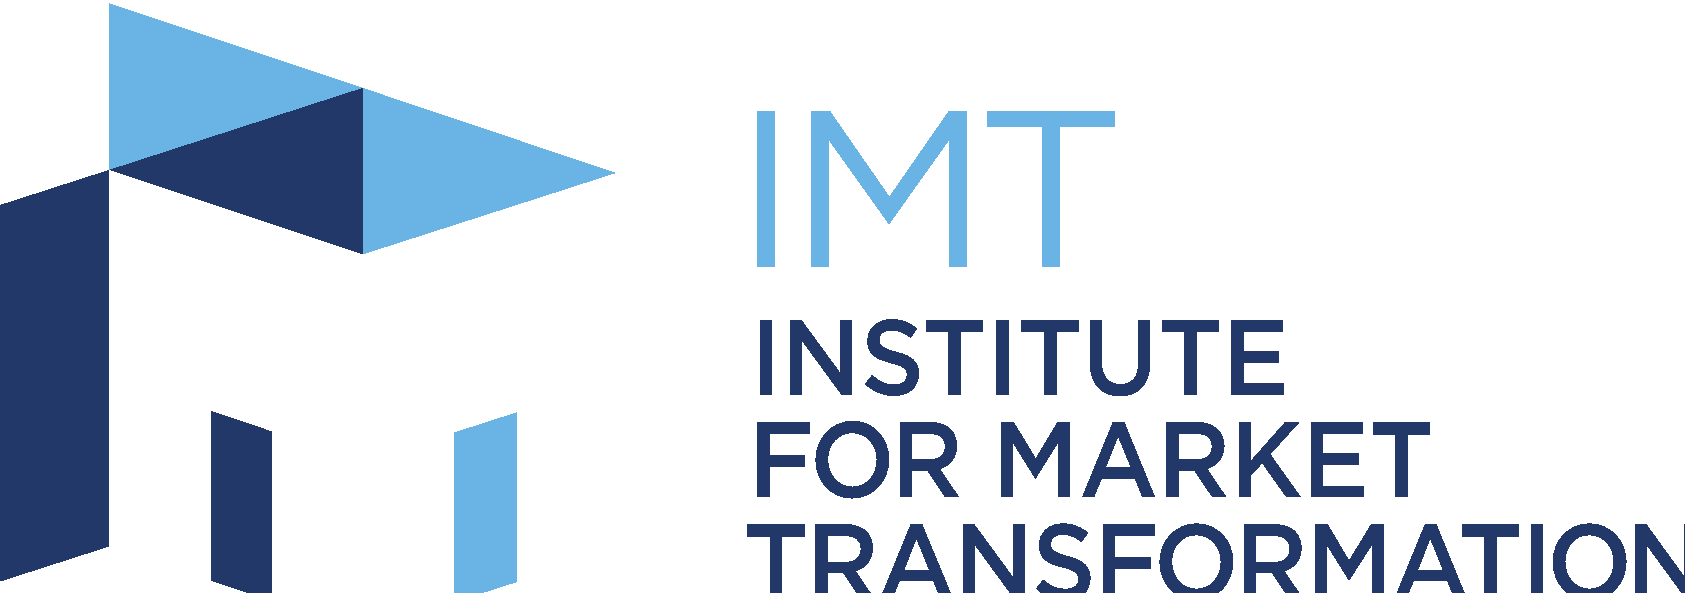 IMT
INSTITUTE
FOR MARKET
TRANSFORMATION